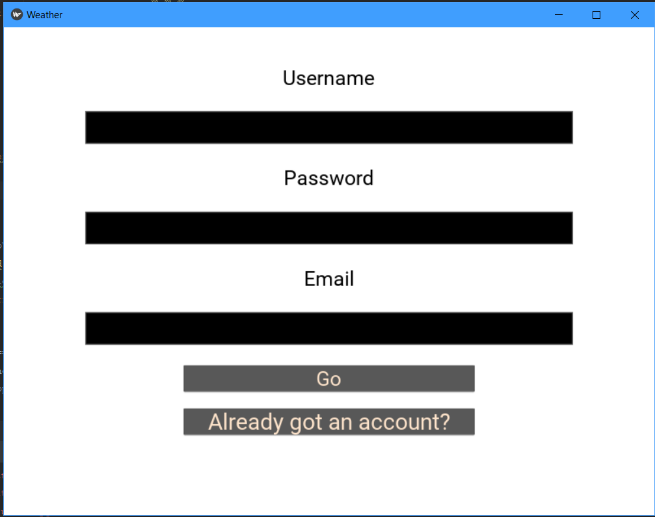 Weather
Username
Password
Email
Go
Already got an account?